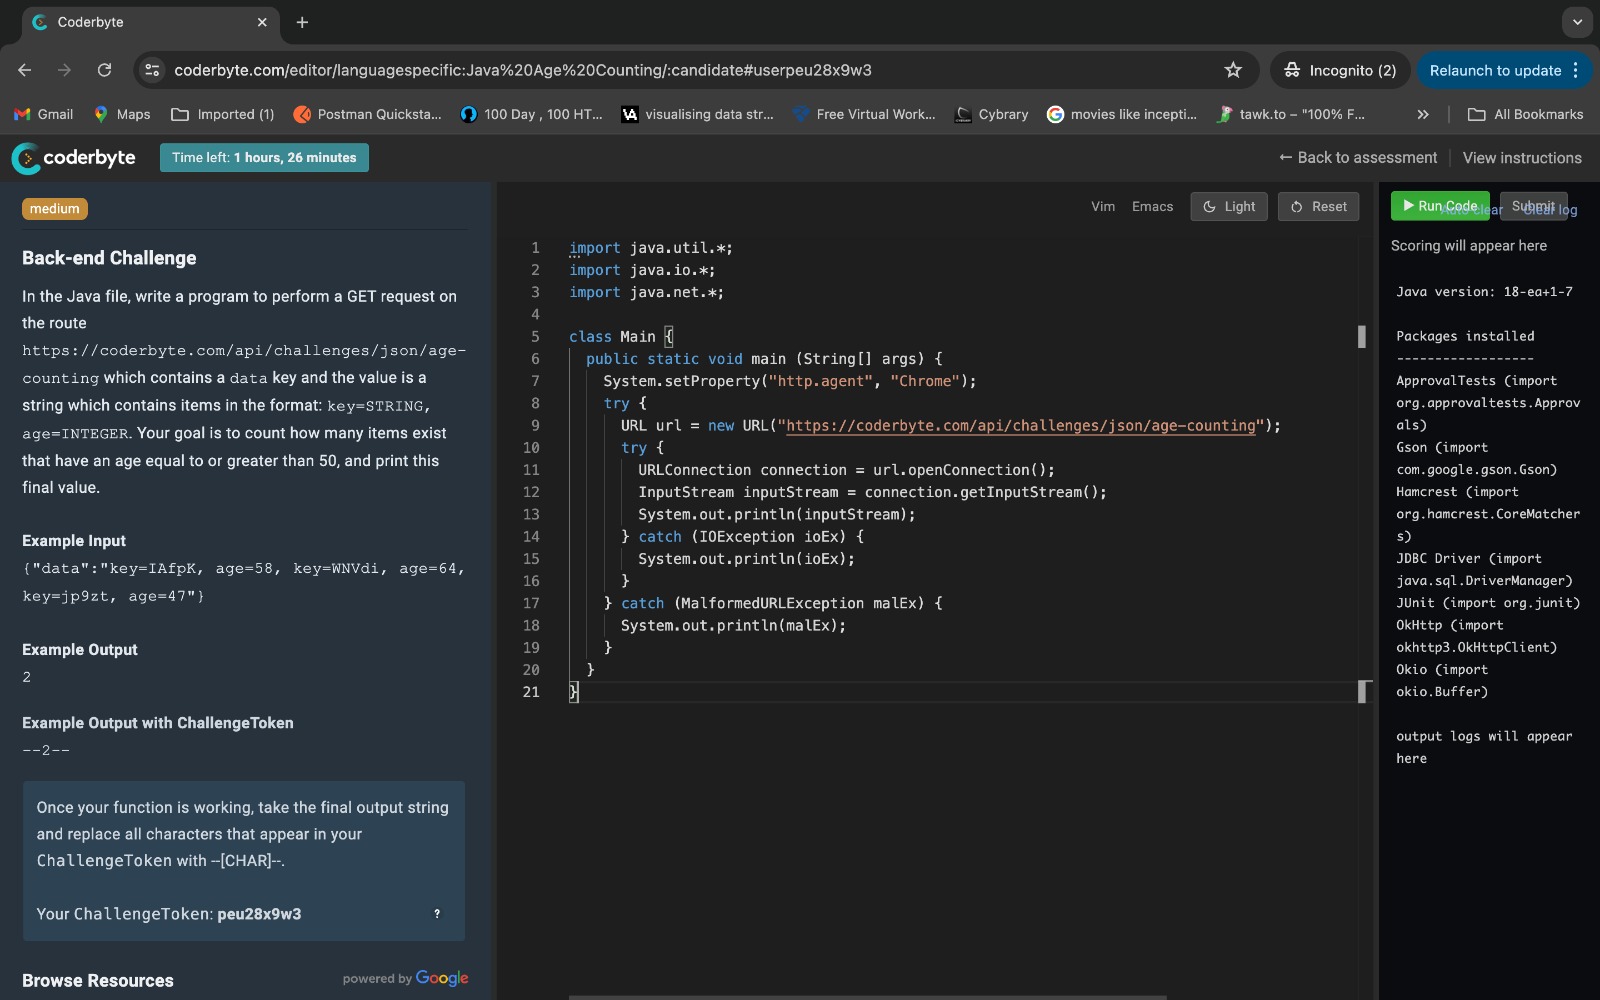 Coderbyte
coderbyte.com/editor/languagespecific:Java%20Age%20Counting/:candidate#userpeu28x9w3
Incognito (2)
Relaunch to update
Gmail
Maps
Imported (1)
Postman Quicksta...
100 Day , 100 HT...
visualising data str...
Free Virtual Work...
Cybrary
movies like incepti...
tawk.to – "100% F...
»
All Bookmarks
coderbyte
Time left: 1 hours, 26 minutes
← Back to assessment
View instructions
medium
Back-end Challenge
In the Java file, write a program to perform a GET request on
the route
https://coderbyte.com/api/challenges/json/age-
counting which contains a data key and the value is a
string which contains items in the format: key=STRING,
age=INTEGER. Your goal is to count how many items exist
that have an age equal to or greater than 50, and print this
final value.
Example Input
{"data":"key=IAfpK, age=58, key=WNVdi, age=64,
key=jp9zt, age=47"}
Example Output
2
Example Output with ChallengeToken
--2--
Once your function is working, take the final output string
and replace all characters that appear in your
ChallengeToken with --[CHAR]--.
Your ChallengeToken: peu28x9w3
?
Browse Resources
powered by Google
Vim
Emacs
Light
Reset
1 import java.util.*;
2 import java.io.*;
3 import java.net.*;
4
5 class Main {
6 public static void main (String[] args) {
7 System.setProperty("http.agent", "Chrome");
8 try {
9 URL url = new URL("https://coderbyte.com/api/challenges/json/age-counting");
10 try {
11 URLConnection connection = url.openConnection();
12 InputStream inputStream = connection.getInputStream();
13 System.out.println(inputStream);
14 } catch (IOException ioEx) {
15 System.out.println(ioEx);
16 }
17 } catch (MalformedURLException malEx) {
18 System.out.println(malEx);
19 }
20 }
21 }
Run Code
Auto clear
Submit
Clear log
Scoring will appear here
Java version: 18-ea+1-7
Packages installed
------------------
ApprovalTests (import
org.approvaltests.Approv
als)
Gson (import
com.google.gson.Gson)
Hamcrest (import
org.hamcrest.CoreMatcher
s)
JDBC Driver (import
java.sql.DriverManager)
JUnit (import org.junit)
OkHttp (import
okhttp3.OkHttpClient)
Okio (import
okio.Buffer)
output logs will appear
here